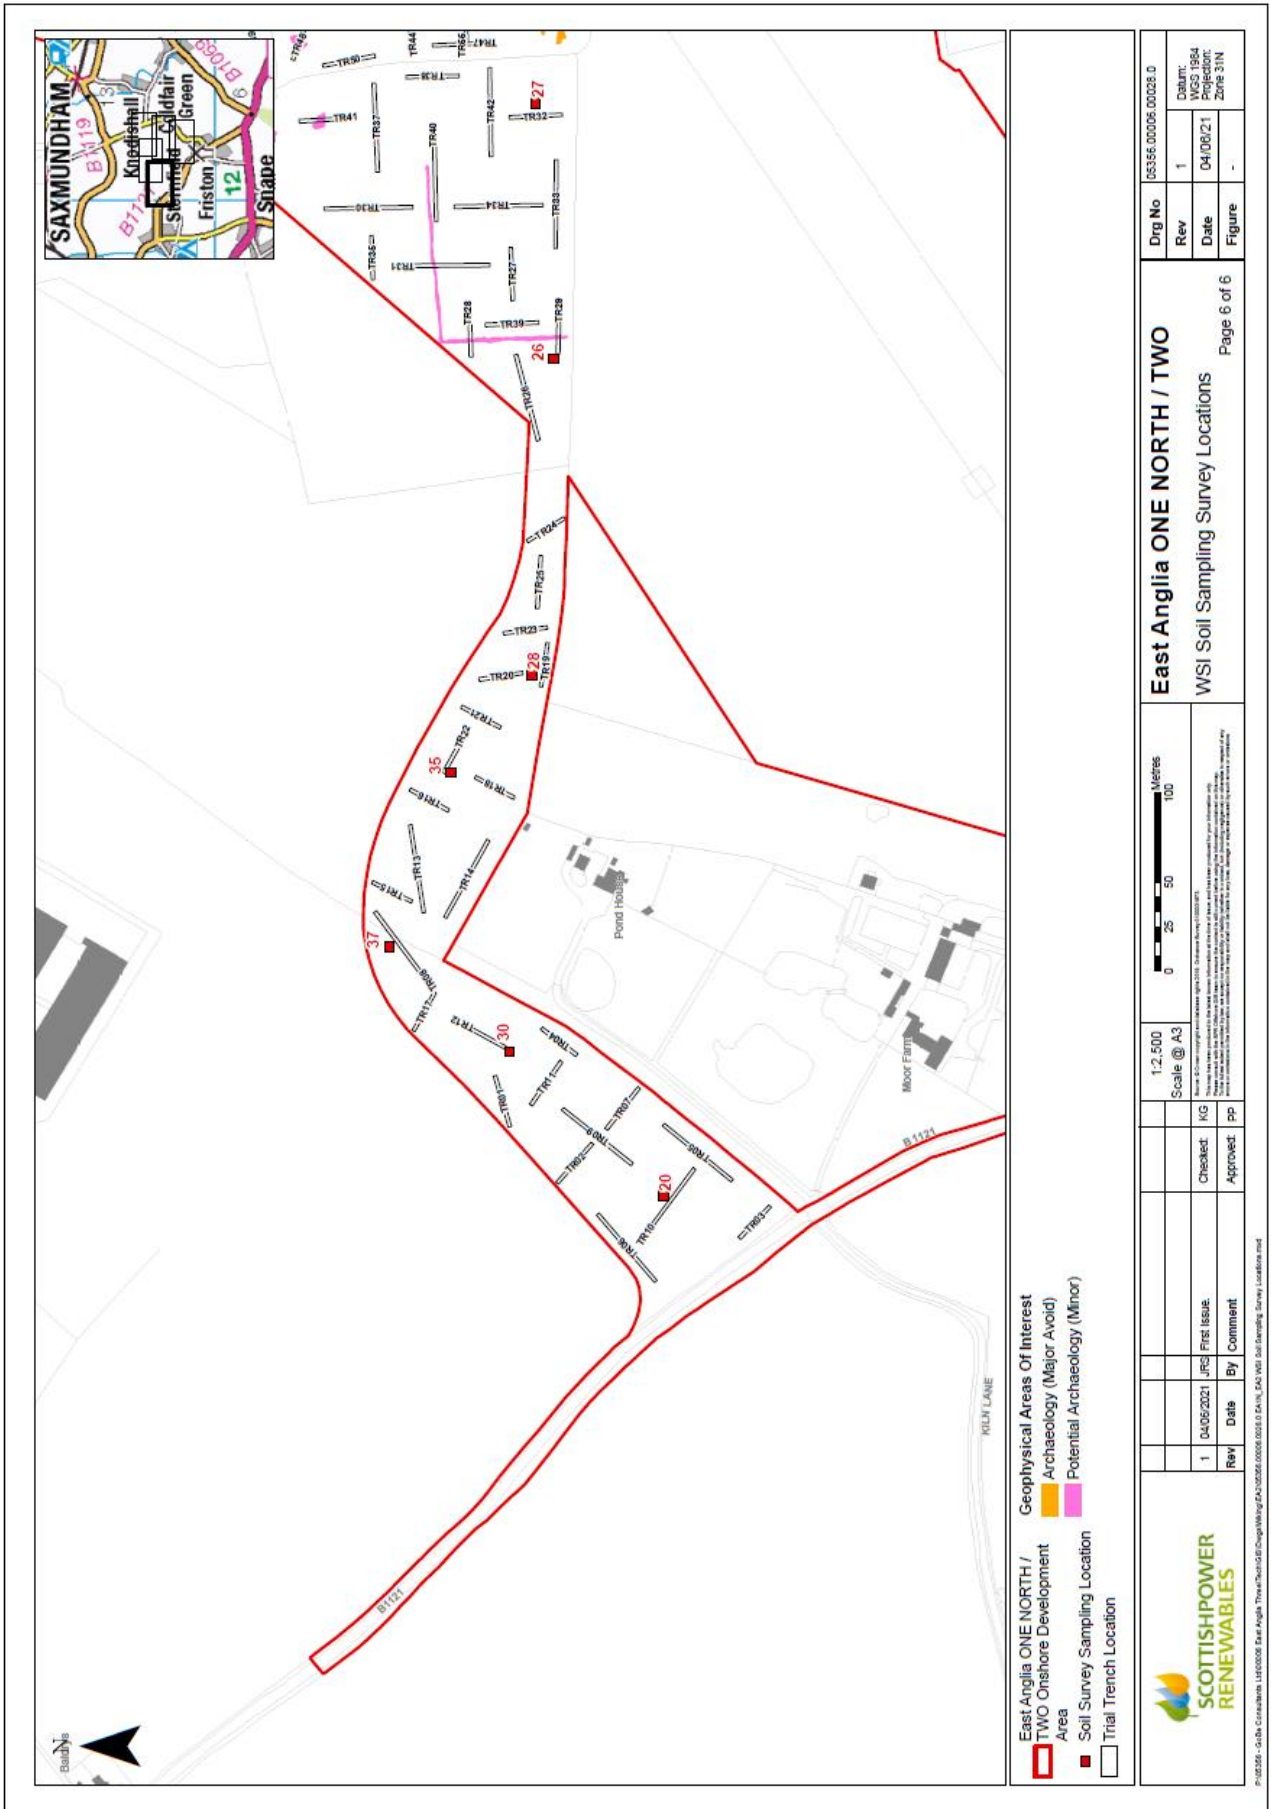 N
Baldrys
SAXMUNDHAM
B1119
B1069
B1121
13
Knodishall
Coldfair
Green
Sternfield
Friston
12
Snape
6
TR48
TR50
TR44
TR66
TR47
TR38
TR41
TR37
TR40
TR42
TR32
27
TR30
TR34
TR33
TR35
TR31
TR27
TR28
TR39
TR29
26
TR26
TR24
TR25
TR23
TR20
28
TR19
TR21
TR22
35
TR18
TR16
TR13
TR14
TR15
37
TR08
TR17
TR12
30
TR04
TR01
TR11
TR09
TR07
TR02
TR05
20
TR10
TR06
TR03
Pond House
Moor Farm
B1121
B1121
KILN LANE
East Anglia ONE NORTH /
TWO Onshore Development
Area
Soil Survey Sampling Location
Trial Trench Location
Geophysical Areas Of Interest
Archaeology (Major Avoid)
Potential Archaeology (Minor)
SCOTTISHPOWER
RENEWABLES
1 04/06/2021 JRS First Issue.
Rev Date By Comment
Checked: KG
Approved: PP
1:2,500
Scale @ A3
0 25 50 100
Metres
East Anglia ONE NORTH / TWO
WSI Soil Sampling Survey Locations
Page 6 of 6
Drg No 05356.00006.00026.0
Rev 1
Date 04/06/21
Figure -
Datum:
WGS 1984
Projection:
Zone 31N